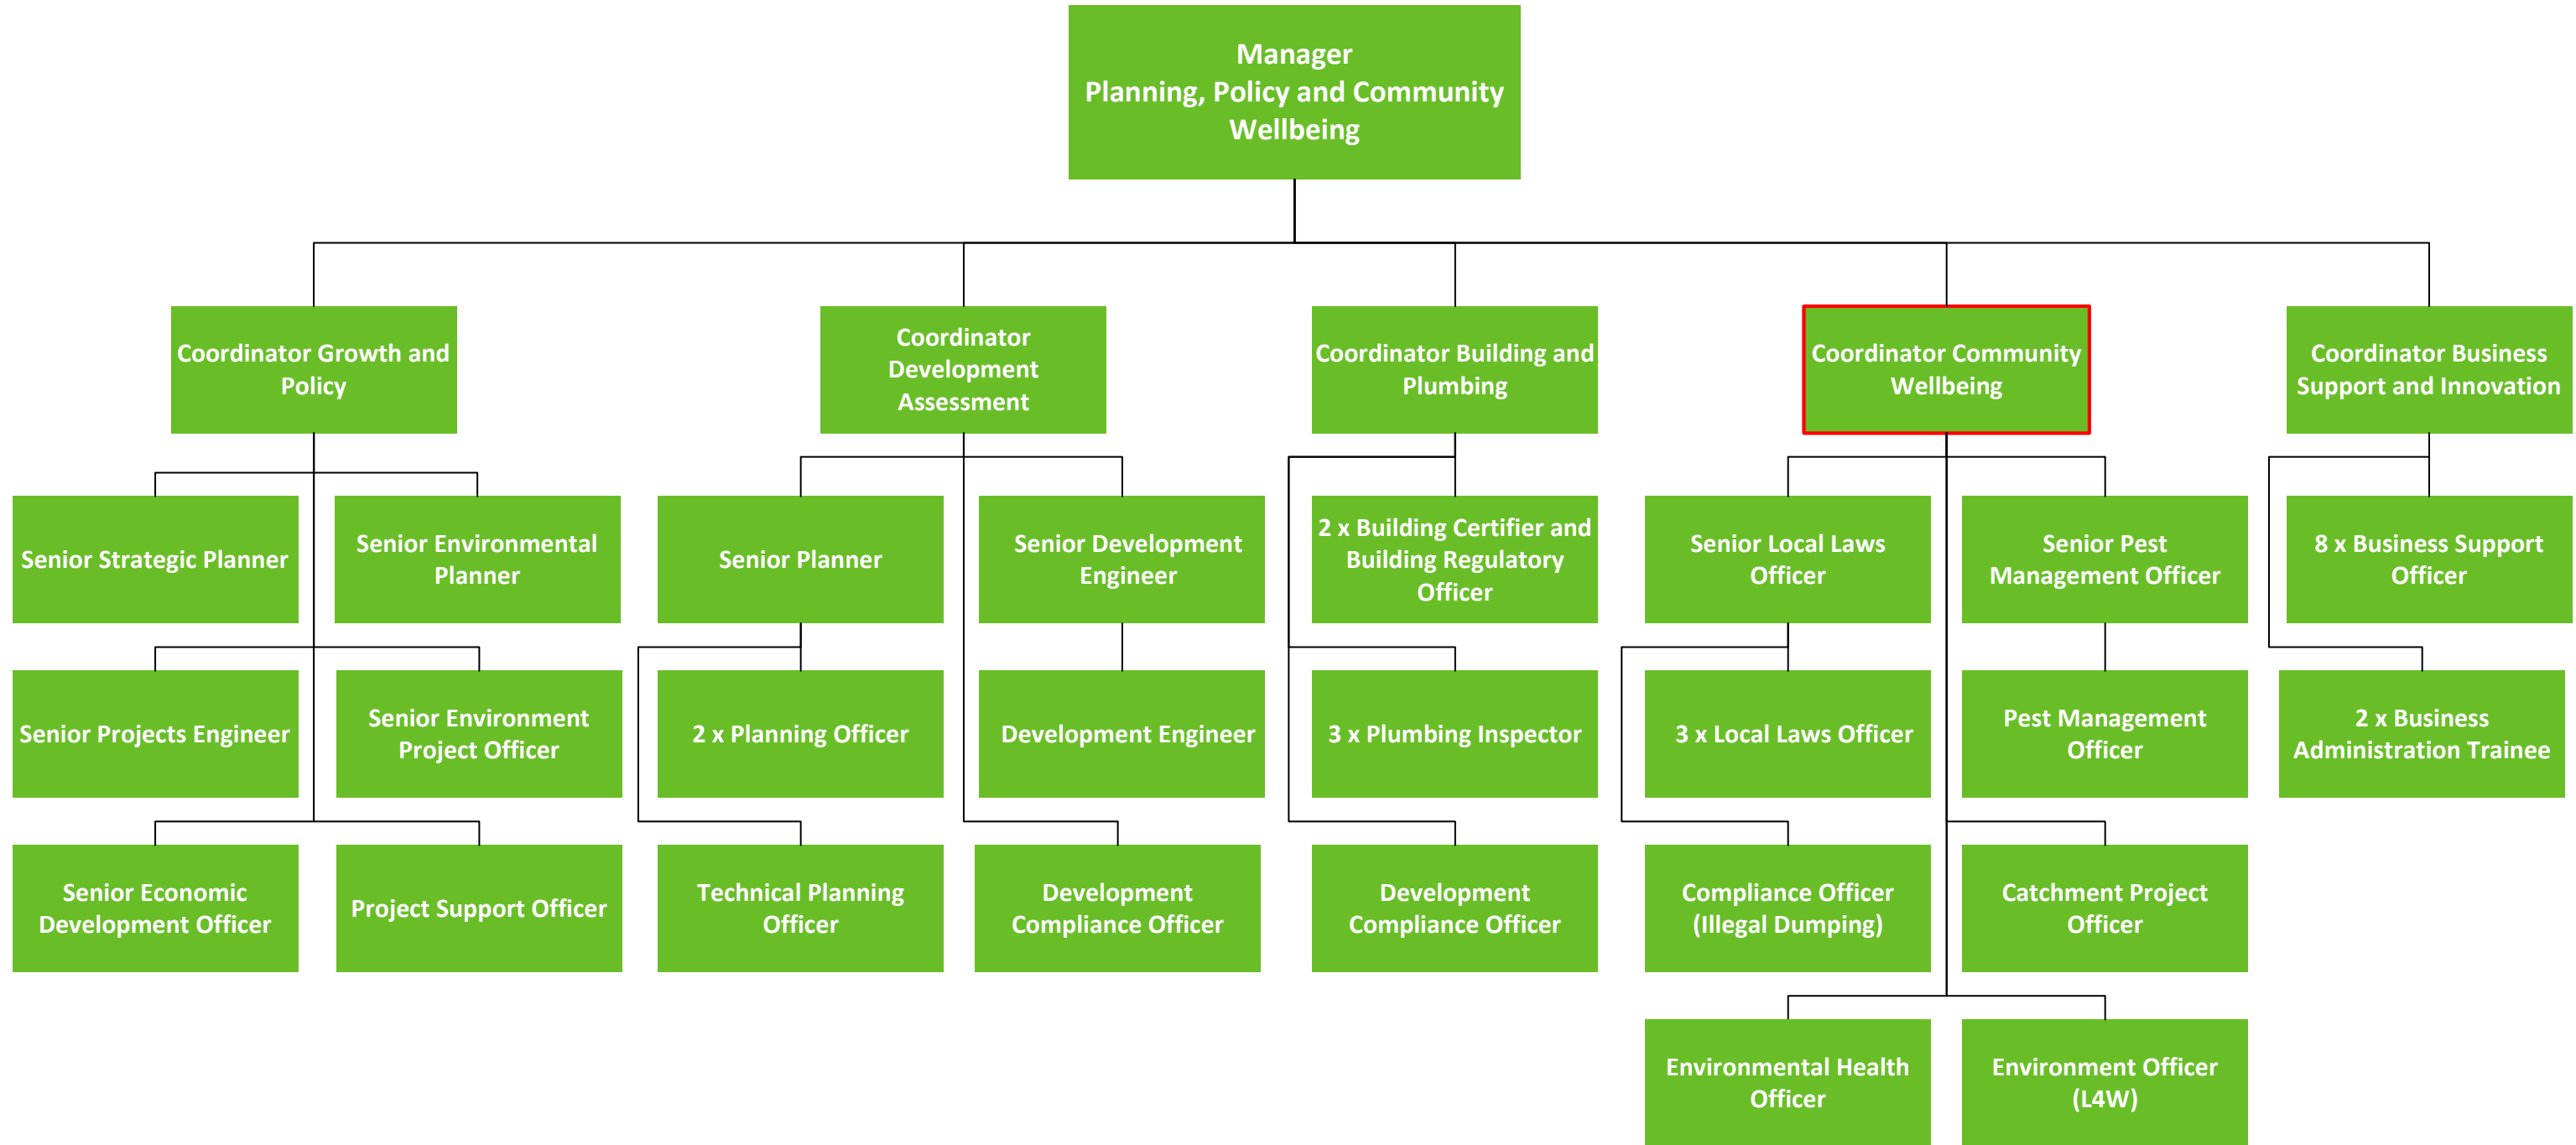 Manager
Planning, Policy and Community
Wellbeing
Coordinator Growth and
Policy
Coordinator
Development
Assessment
Coordinator Building and
Plumbing
Coordinator Community
Wellbeing
Coordinator Business
Support and Innovation
Senior Strategic Planner
Senior Environmental
Planner
Senior Planner
Senior Development
Engineer
2 x Building Certifier and
Building Regulatory
Officer
Senior Local Laws
Officer
Senior Pest
Management Officer
8 x Business Support
Officer
Senior Projects Engineer
Senior Environment
Project Officer
2 x Planning Officer
Development Engineer
3 x Plumbing Inspector
3 x Local Laws Officer
Pest Management
Officer
2 x Business
Administration Trainee
Senior Economic
Development Officer
Project Support Officer
Technical Planning
Officer
Development
Compliance Officer
Development
Compliance Officer
Compliance Officer
(Illegal Dumping)
Catchment Project
Officer
Environmental Health
Officer
Environment Officer
(L4W)